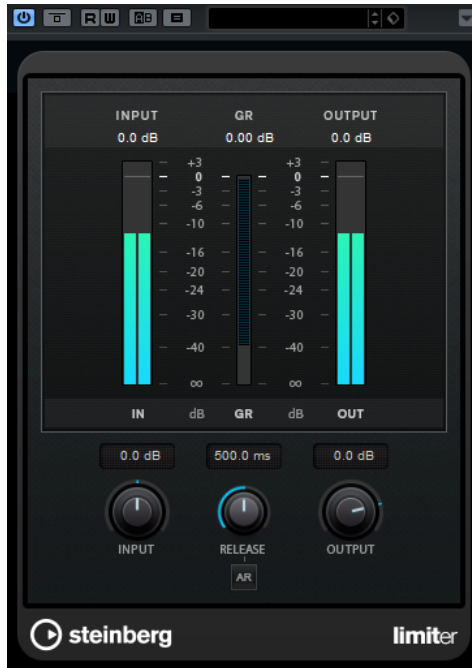 R W AB
INPUT GR OUTPUT
0.0 dB 0.00 dB 0.0 dB
+3 +3
0 0
-3 -3
-6 -6
-10 -10
-16 -16
-20 -20
-24 -24
-30 -30
-40 -40
∞ ∞
IN dB GR dB OUT
0.0 dB 500.0 ms 0.0 dB
INPUT RELEASE OUTPUT
AR
steinberg limiter